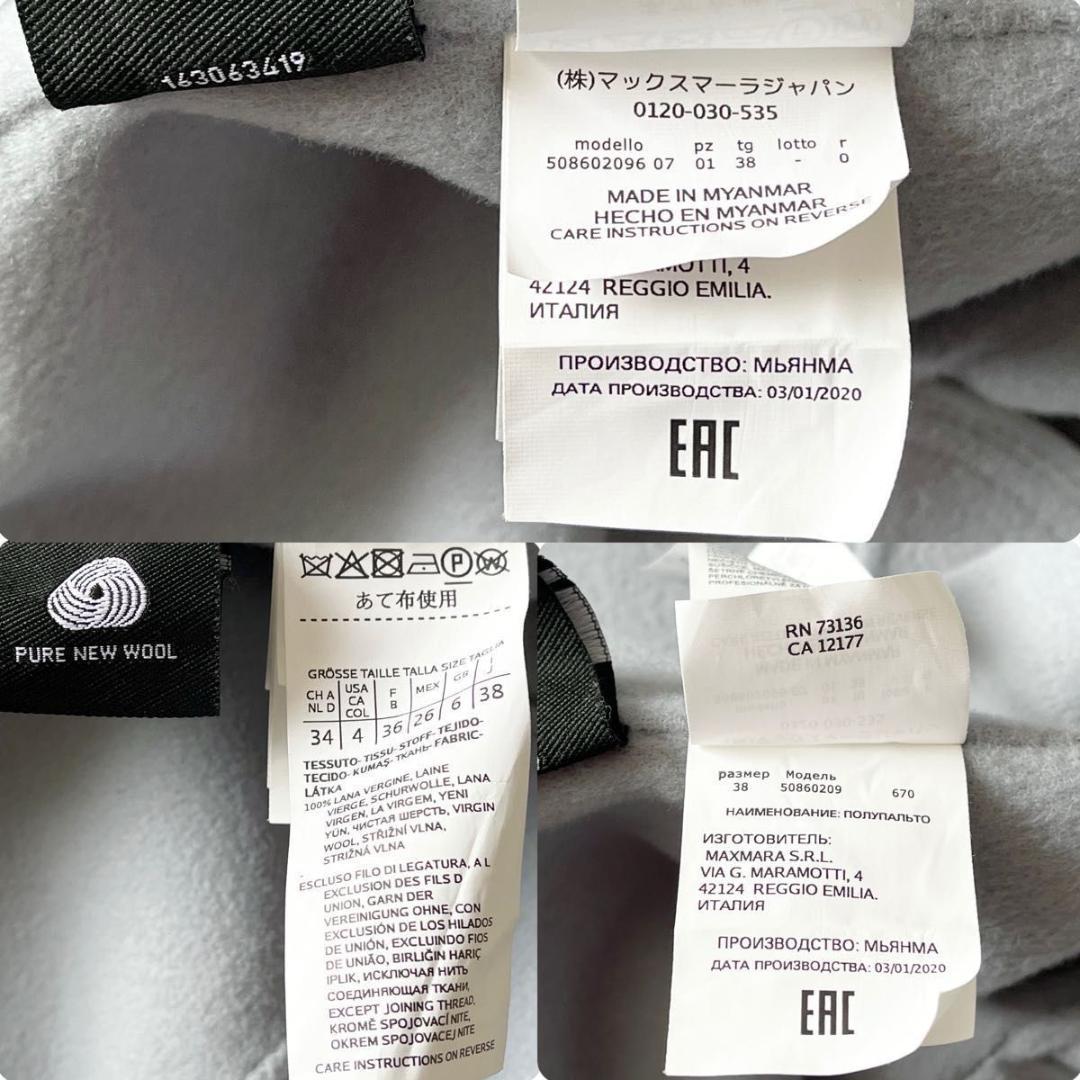 163063419
(株)マックスマーラジャパン
0120-030-535
modello pz tg lotto r
508602096 07 01 38 - 0
MADE IN MYANMAR
HECHO EN MYANMAR
CARE INSTRUCTIONS ON REVERSE
42124 REGGIO EMILIA.
ИТАЛИЯ
ПРОИЗВОДСТВО: МЬЯНМА
ДАТА ПРОИЗВОДСТВА: 03/01/2020
EAC
PURE NEW WOOL
あて布使用
GRÖSSE TAILLE TALLA SIZE TAGLIA
CH A NL D USA CA COL F B MEX GB I J
34 4 36 26 6 38
TESSUTO- TISSU- STOFF- TEJIDO-
TECIDO- KUMAŞ- ТКАНЬ- FABRIC-
LÁTKA
100% LANA VERGINE, LAINE
VIERGE, SCHURWOLLE, LANA
VIRGEN, LA VIRGEM, YENI
YÜN, ЧИСТАЯ ШЕРСТЬ, VIRGIN
WOOL, STŘIŽNÍ VLNA,
STRIŽNÁ VLNA
ESCLUSO FILO DI LEGATURA, A L
EXCLUSION DES FILS D
UNION, GARN DER
VEREINIGUNG OHNE, CON
EXCLUSIÓN DE LOS HILADOS
DE UNIÓN, EXCLUINDO FIOS
DE UNIÃO, BIRLIĞIN HARIÇ
IPLIK, ИСКЛЮЧАЯ НИТЬ
СОЕДИНЯЮЩАЯ ТКАНИ,
EXCEPT JOINING THREAD,
KROMĚ SPOJOVACÍ NITE,
OKREM SPOJOVACEJ NITE
CARE INSTRUCTIONS ON REVERSE
RN 73136
CA 12177
размер Модель
38 50860209 670
НАИМЕНОВАНИЕ: ПОЛУПАЛЬТО
ИЗГОТОВИТЕЛЬ:
MAXMARA S.R.L.
VIA G. MARAMOTTI, 4
42124 REGGIO EMILIA.
ИТАЛИЯ
ПРОИЗВОДСТВО: МЬЯНМА
ДАТА ПРОИЗВОДСТВА: 03/01/2020
EAC